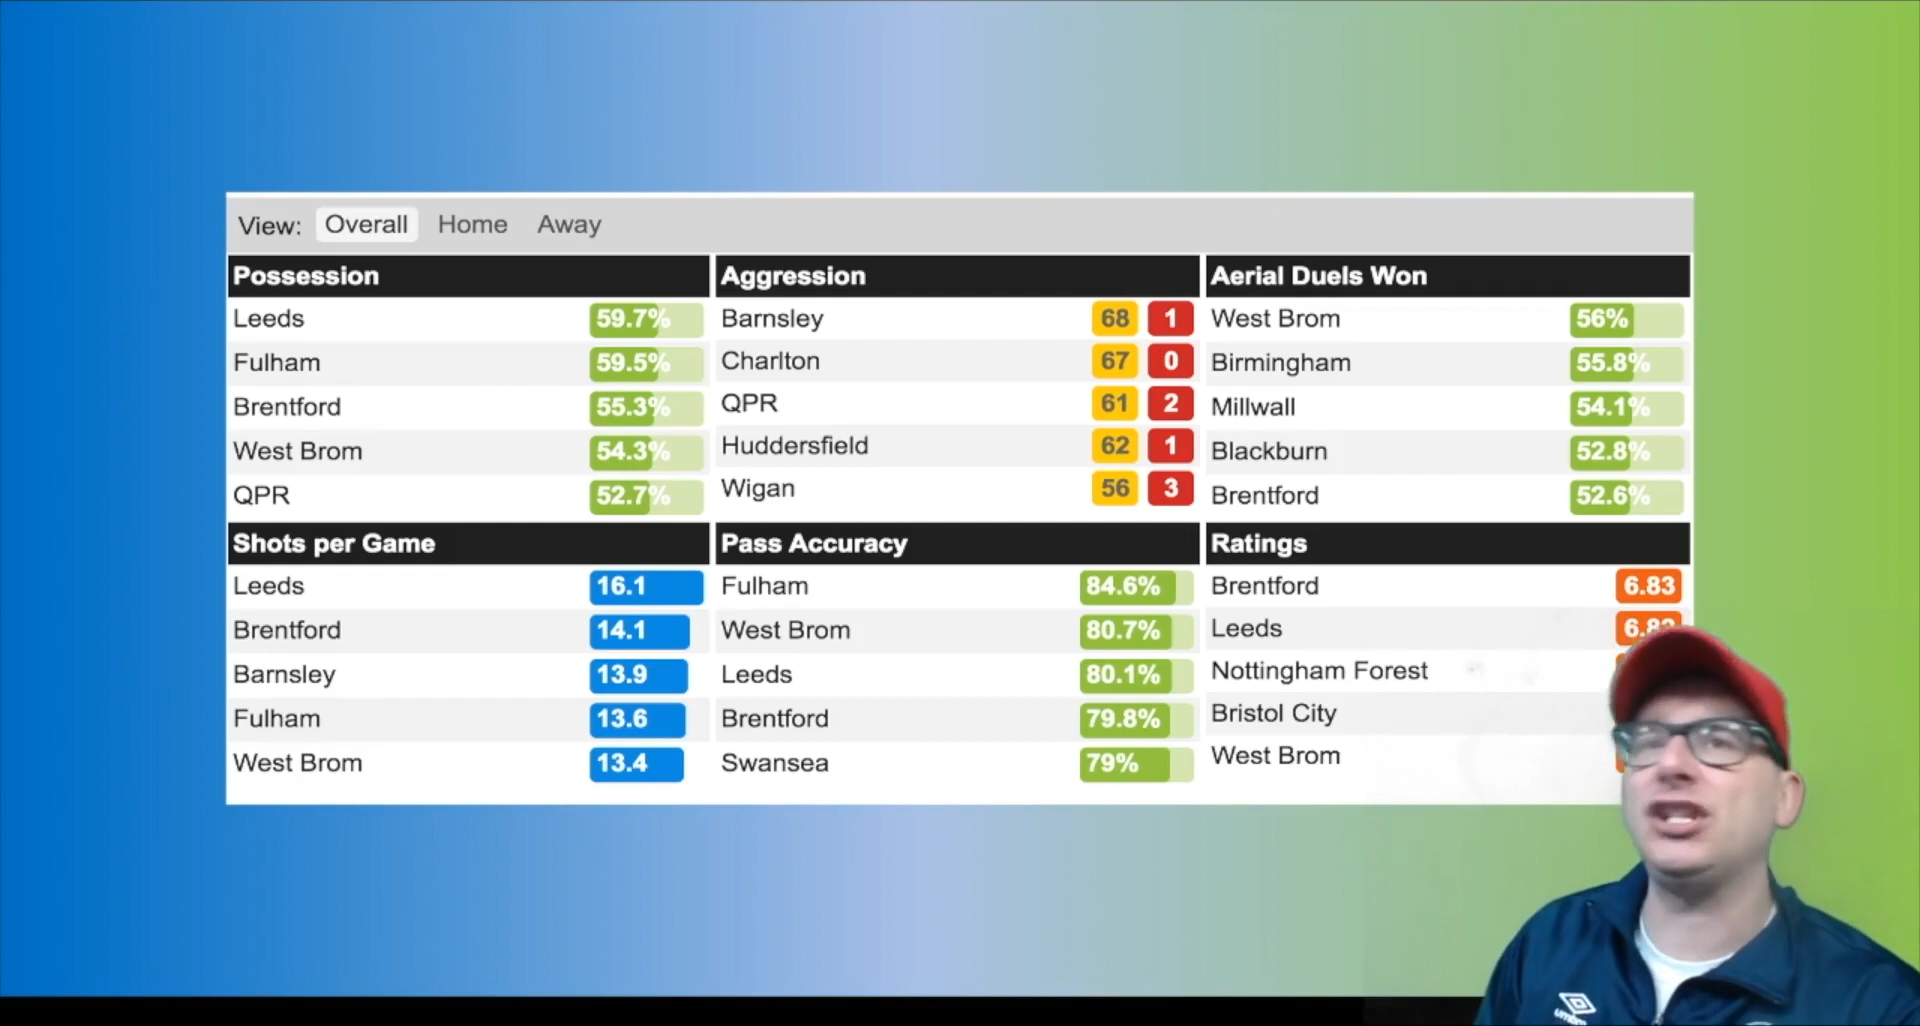 View: Overall Home Away
Possession
Leeds 59.7%
Fulham 59.5%
Brentford 55.3%
West Brom 54.3%
QPR 52.7%
Aggression
Barnsley 68 1
Charlton 67 0
QPR 61 2
Huddersfield 62 1
Wigan 56 3
Aerial Duels Won
West Brom 56%
Birmingham 55.8%
Millwall 54.1%
Blackburn 52.8%
Brentford 52.6%
Shots per Game
Leeds 16.1
Brentford 14.1
Barnsley 13.9
Fulham 13.6
West Brom 13.4
Pass Accuracy
Fulham 84.6%
West Brom 80.7%
Leeds 80.1%
Brentford 79.8%
Swansea 79%
Ratings
Brentford 6.83
Leeds
Nottingham Forest
Bristol City
West Brom
umbro